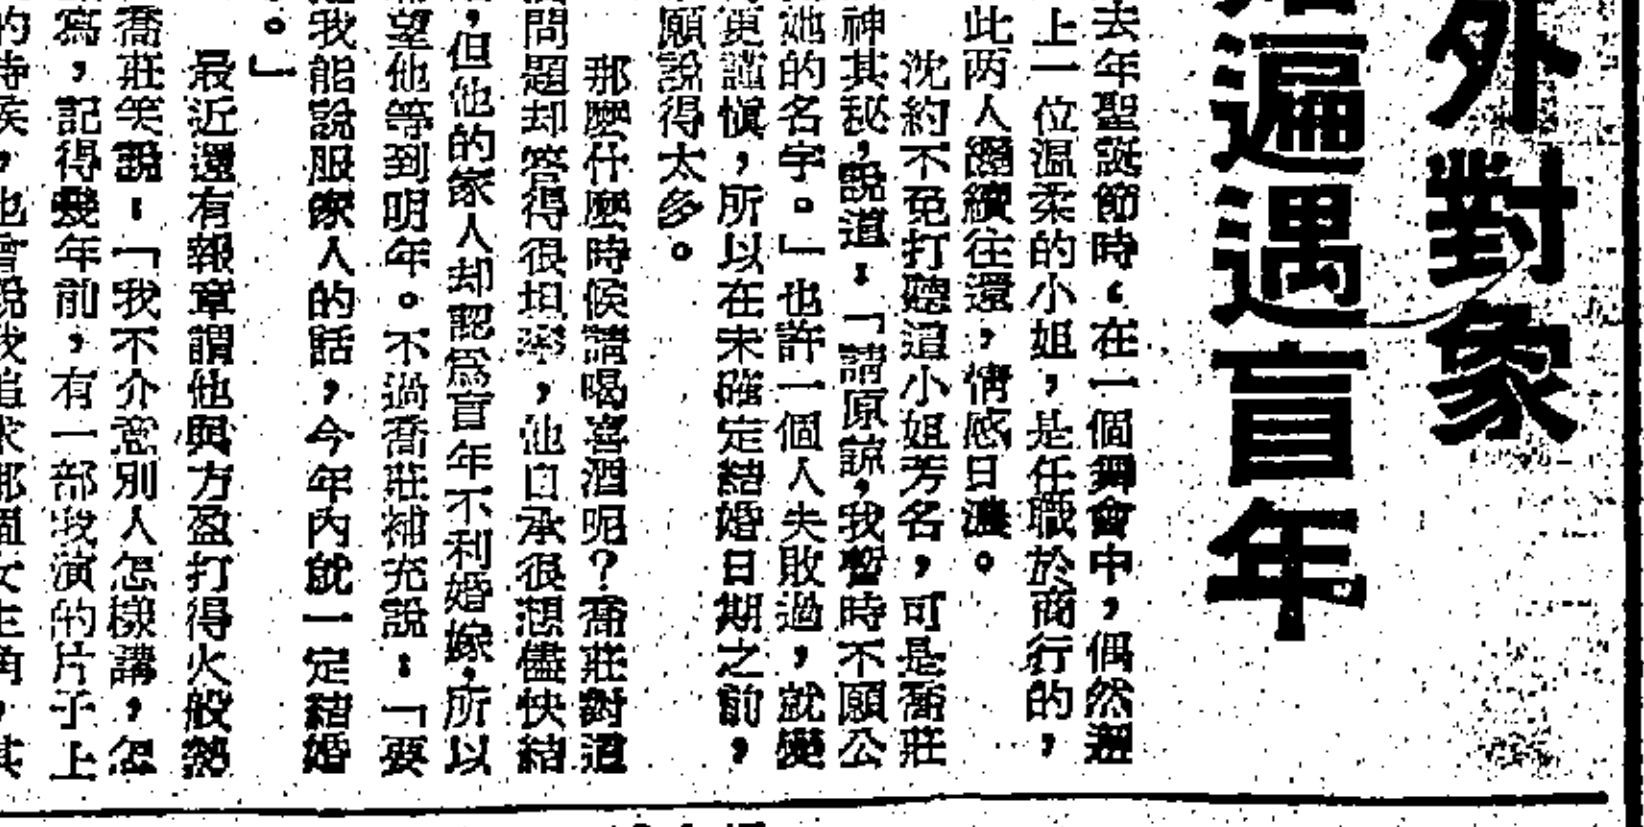 外對象
遍遇盲年
去年聖誕節時，在一個舞會中，偶然邂
上一位溫柔的小姐，是任職於商行的，
此两人繼續往還，情感日濃。
沈約不免打聽這小姐芳名，可是喬莊
神其秘，說道：「請原諒，我暫時不願公
她的名字。」也許一個人失敗過，就變
更謹慎，所以在未確定結婚日期之前，
願說得太多。
那麼什麼時候請喝喜酒呢？喬莊對這
問題却答得很坦率，他自承很想儘快結
，但他的家人却認爲盲年不利婚嫁，所以
望他等到明年。不過喬莊補充說：「要
我能說服家人的話，今年內就一定結婚
。」
最近還有報章謂他與方盈打得火般熱
喬莊笑說：「我不介意別人怎樣講，怎
寫，記得幾年前，有一部我演的片子上
的時候，也會說我追求那個女主角，其